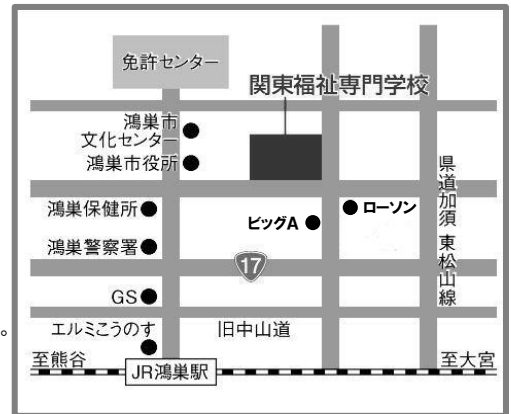 免許センター
関東福祉専門学校
鴻巣市
文化センター
鴻巣市役所
県道加須 東松山線
鴻巣保健所
ローソン
ビッグA
鴻巣警察署
17
GS
エルミこうのす
旧中山道
。
至熊谷
至大宮
JR鴻巣駅